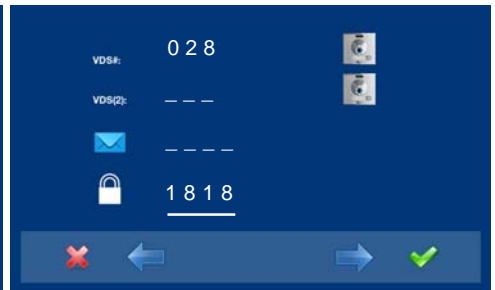 VDS#: 028
VDS(2): _ _ _
_ _ _ _
1818